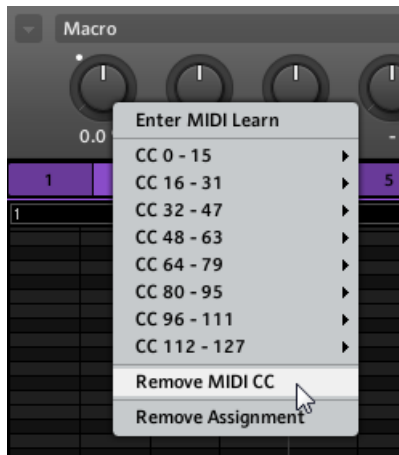 Macro
0.0
Enter MIDI Learn
CC 0 - 15
CC 16 - 31
CC 32 - 47
CC 48 - 63
CC 64 - 79
CC 80 - 95
CC 96 - 111
CC 112 - 127
Remove MIDI CC
Remove Assignment
1
5
1